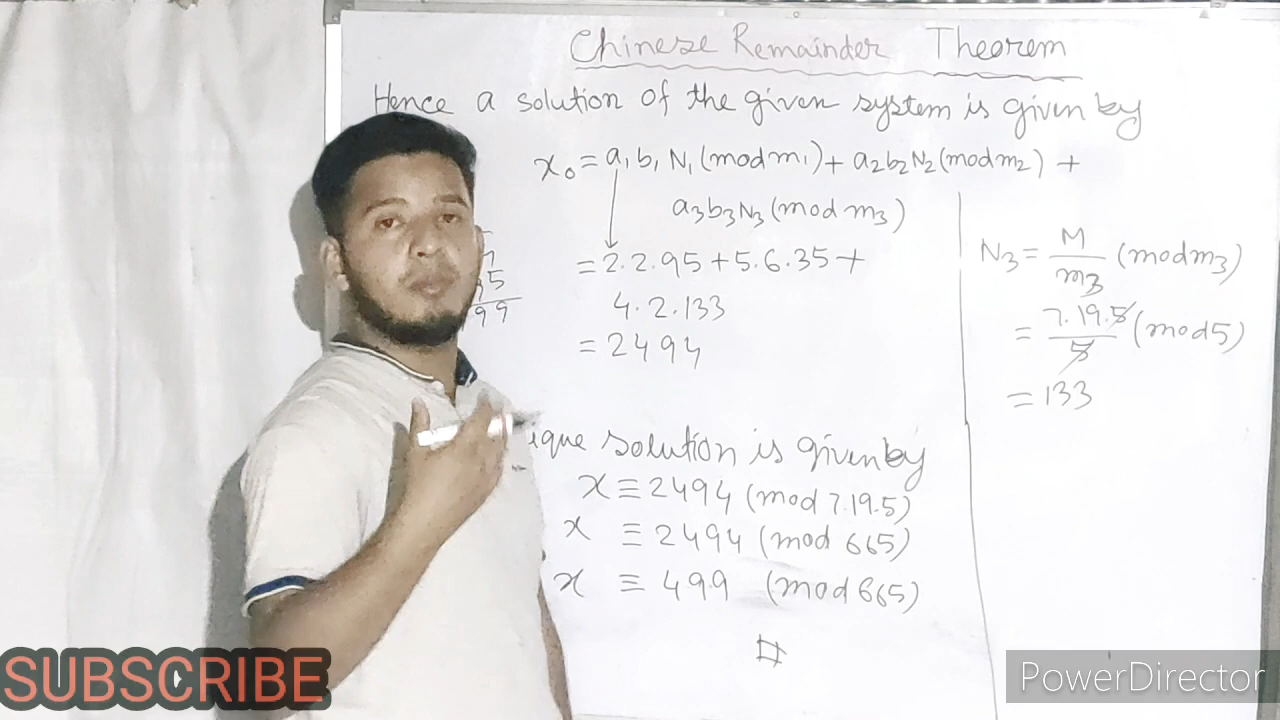 Chinese Remainder Theorem
Hence a solution of the given system is given by
x₀ = a₁b₁N₁(mod m₁) + a₂b₂N₂(mod m₂) +
a₃b₃N₃(mod m₃)
= 2.2.95 + 5.6.35 +
4.2.133
= 2494
solution is given by
x ≡ 2494 (mod 7.19.5)
x ≡ 2494 (mod 665)
x ≡ 499 (mod 665)
#
N₃ = M/m₃ (mod m₃)
= 7.19.5/5 (mod 5)
= 133
SUBSCRIBE
PowerDirector